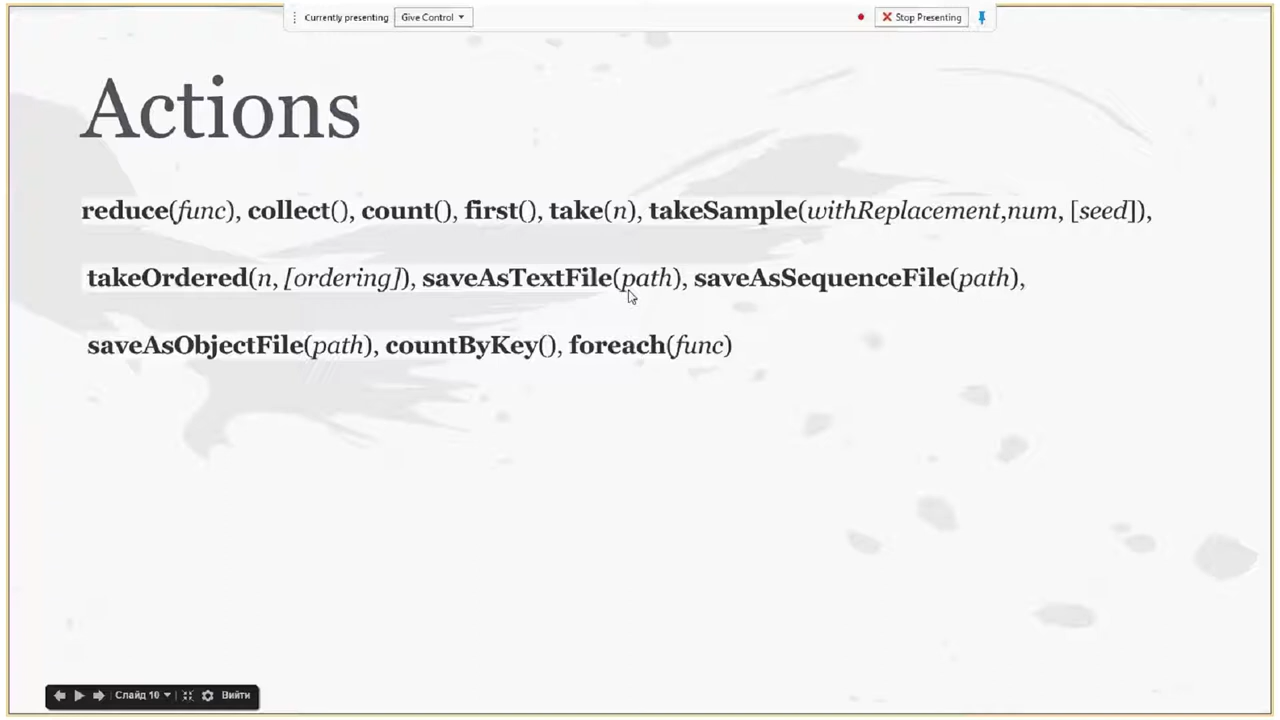 Currently presenting Give Control Stop Presenting
Actions
reduce(func), collect(), count(), first(), take(n), takeSample(withReplacement,num, [seed]),
takeOrdered(n, [ordering]), saveAsTextFile(path), saveAsSequenceFile(path),
saveAsObjectFile(path), countByKey(), foreach(func)
Слайд 10 Выйти